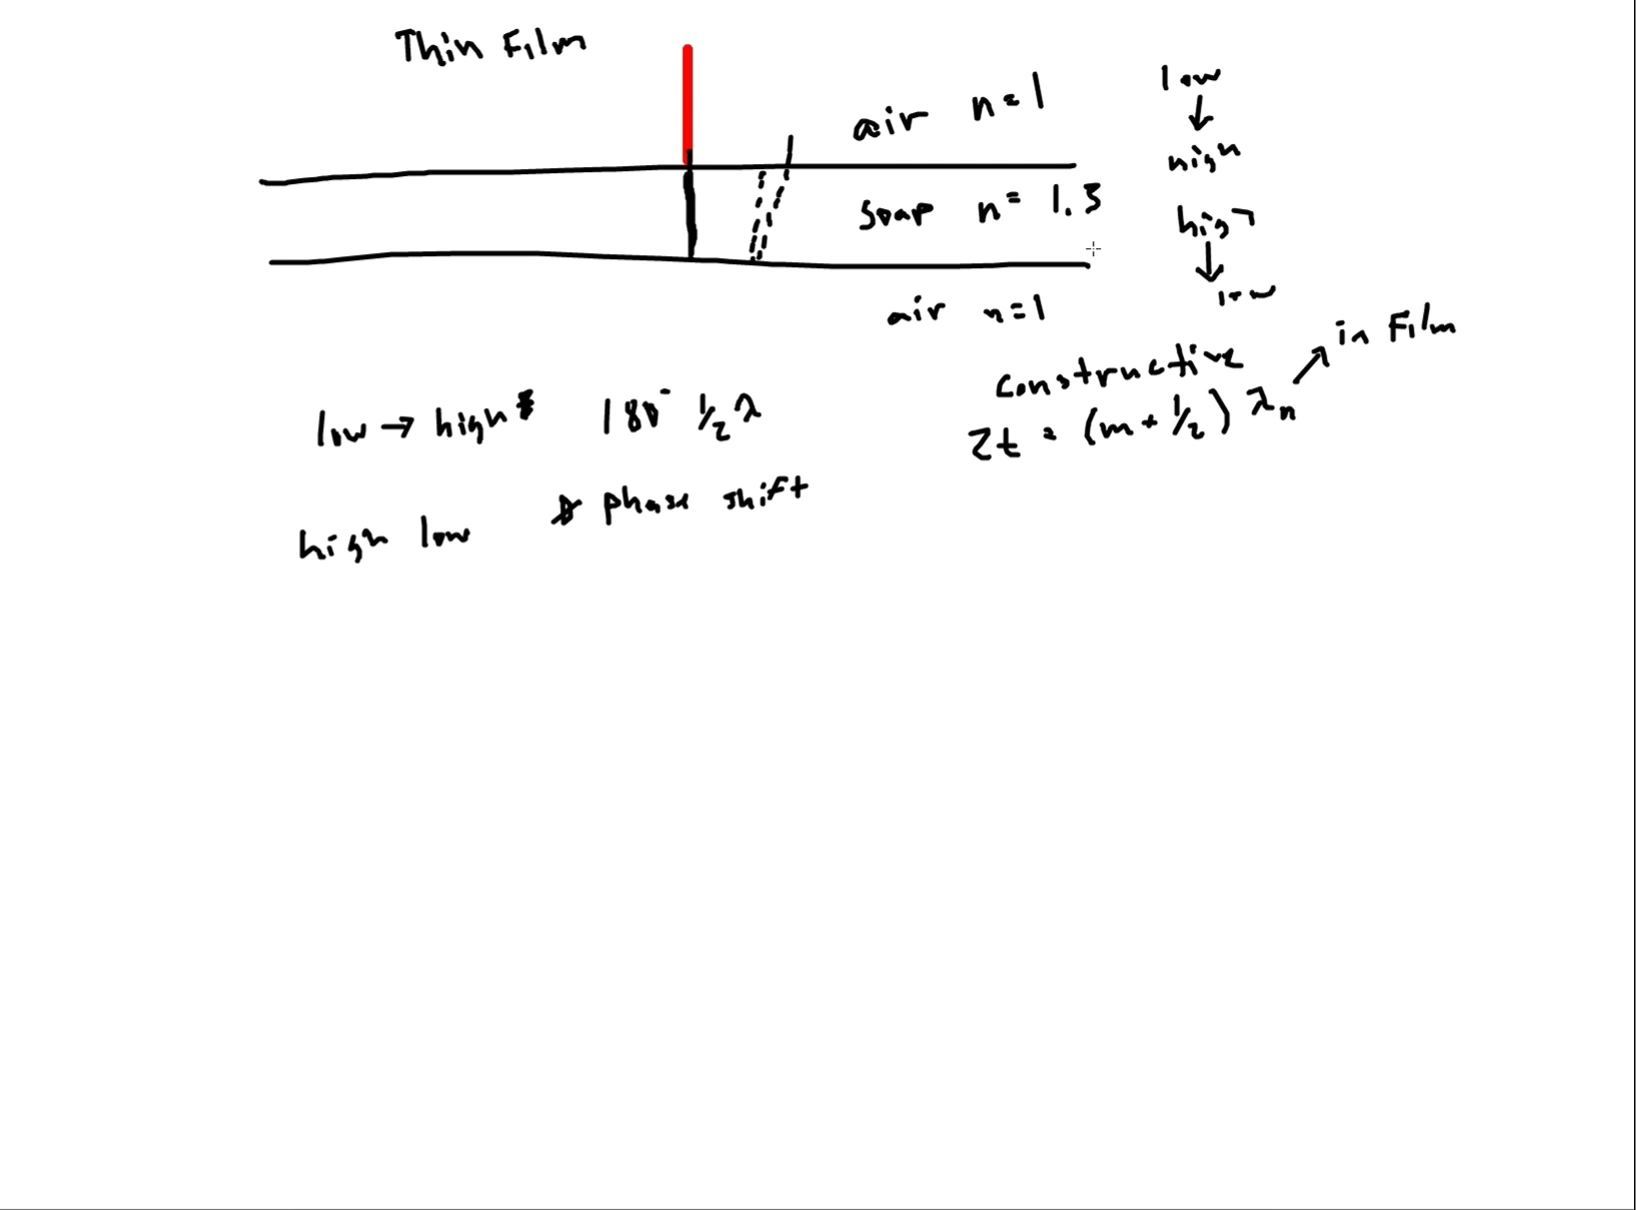 Thin Film
air n=1
low
↓
high
soap n= 1.3
high
↓
low
air n=1
in Film
constructive
2t = (m+½) λn
low → high 180° ½ λ
phase shift
high low